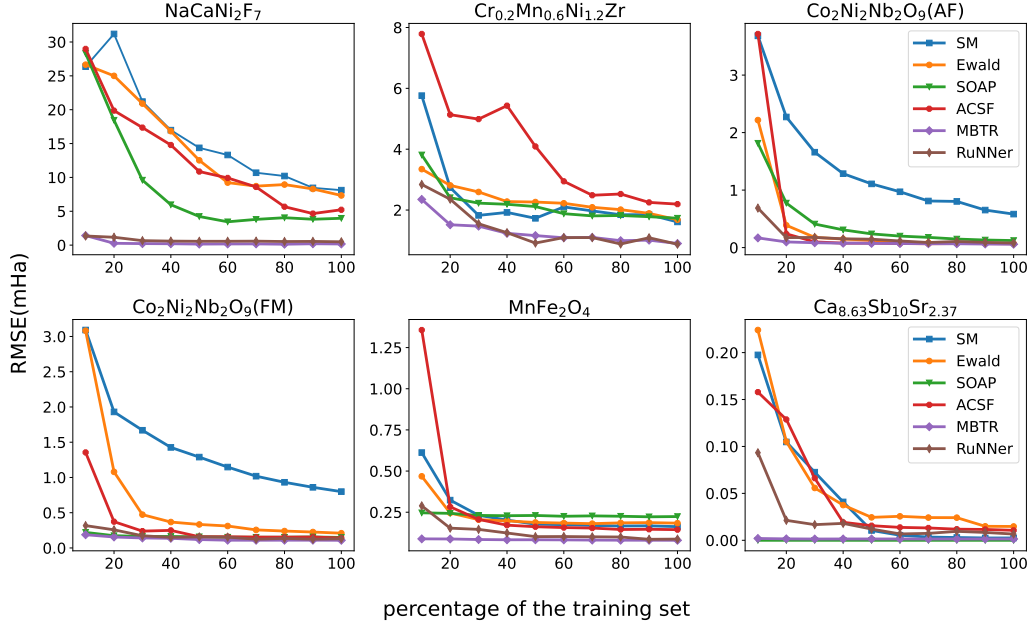 NaCaNi₂F₇
Cr₀.₂Mn₀.₆Ni₁.₂Zr
Co₂Ni₂Nb₂O₉(AF)
30
25
20
15
10
5
0
20 40 60 80 100
8
6
4
2
20 40 60 80 100
3
2
1
0
20 40 60 80 100
SM
Ewald
SOAP
ACSF
MBTR
RuNNer
RMSE(mHa)
Co₂Ni₂Nb₂O₉(FM)
MnFe₂O₄
Ca₈.₆₃Sb₁₀Sr₂.₃₇
3.0
2.5
2.0
1.5
1.0
0.5
0.0
20 40 60 80 100
1.25
1.00
0.75
0.50
0.25
20 40 60 80 100
0.20
0.15
0.10
0.05
0.00
20 40 60 80 100
SM
Ewald
SOAP
ACSF
MBTR
RuNNer
percentage of the training set